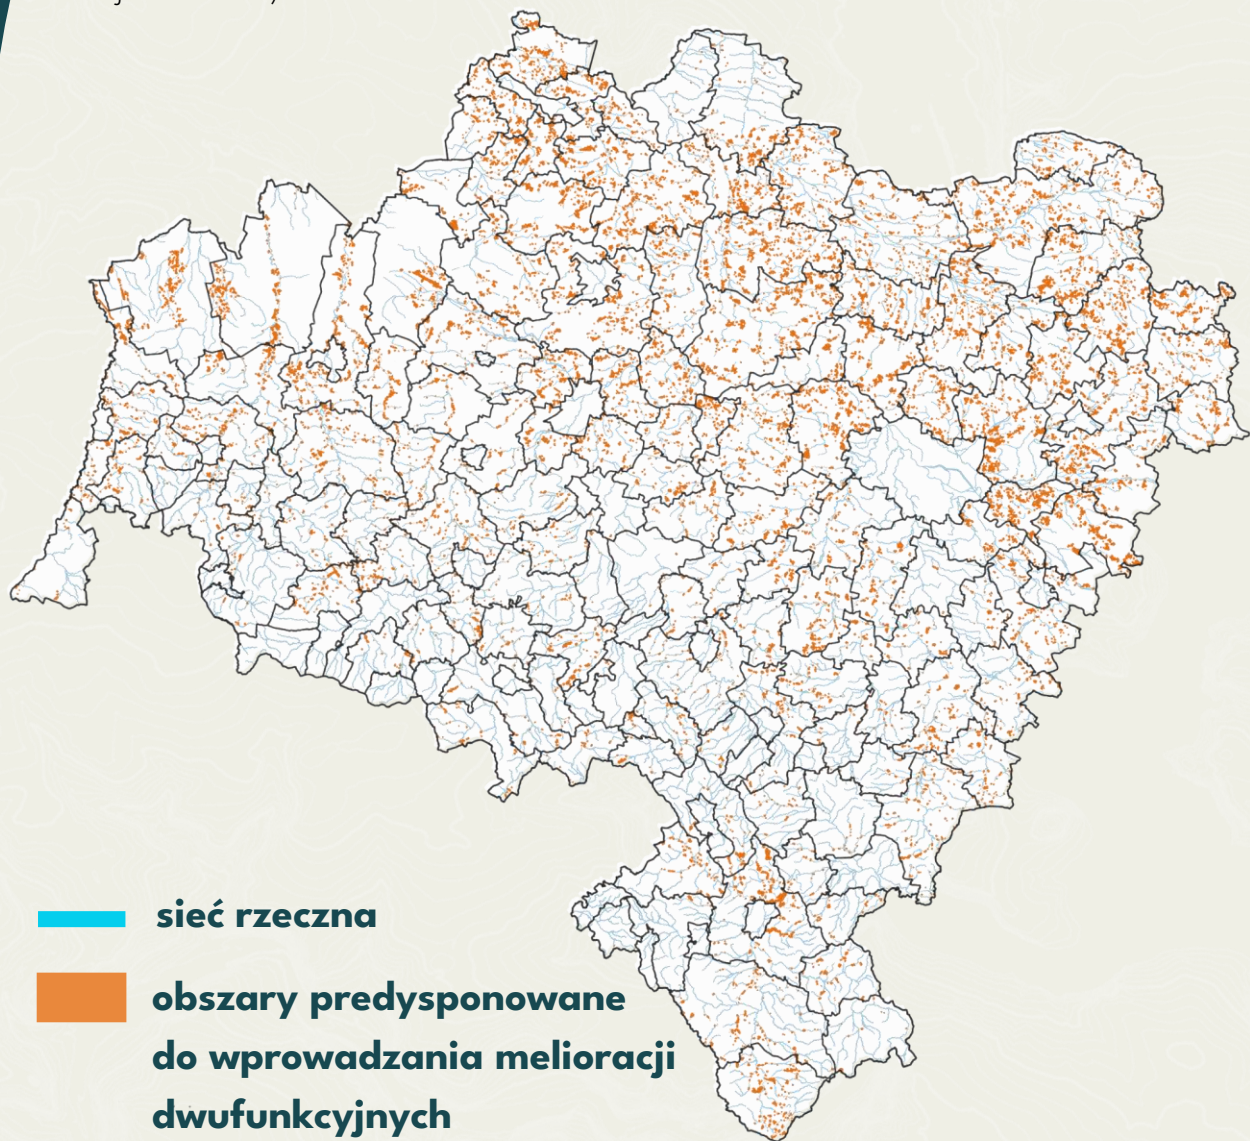 sieć rzeczna
obszary predysponowane
do wprowadzania melioracji
dwufunkcyjnych